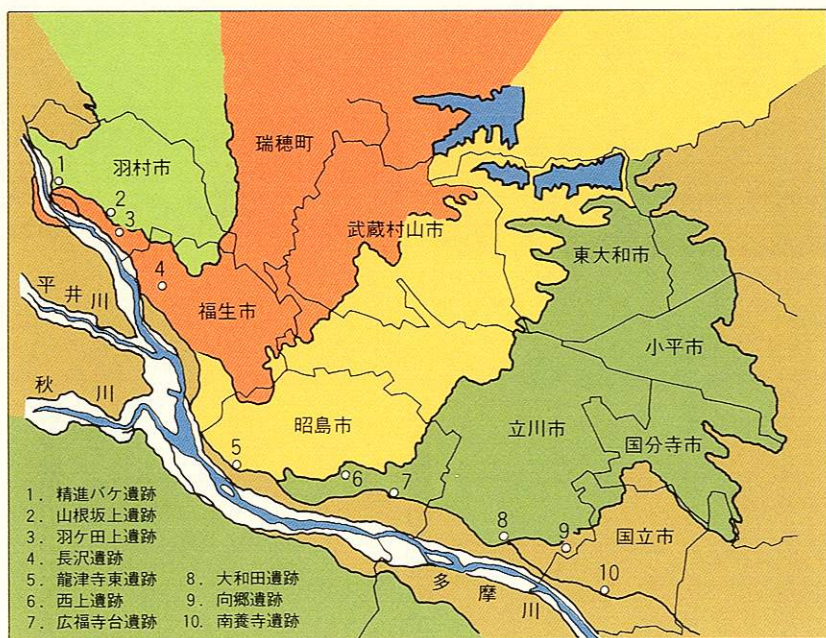 瑞穂町
羽村市
1
2
3
武蔵村山市
東大和市
4
福生市
平井川
小平市
秋川
昭島市
立川市
国分寺市
5
6
7
8
9
国立市
10
多摩川
1. 精進バケ遺跡
2. 山根坂上遺跡
3. 羽ケ田上遺跡
4. 長沢遺跡
5. 龍津寺東遺跡
6. 西上遺跡
7. 広福寺台遺跡
8. 大和田遺跡
9. 向郷遺跡
10. 南養寺遺跡